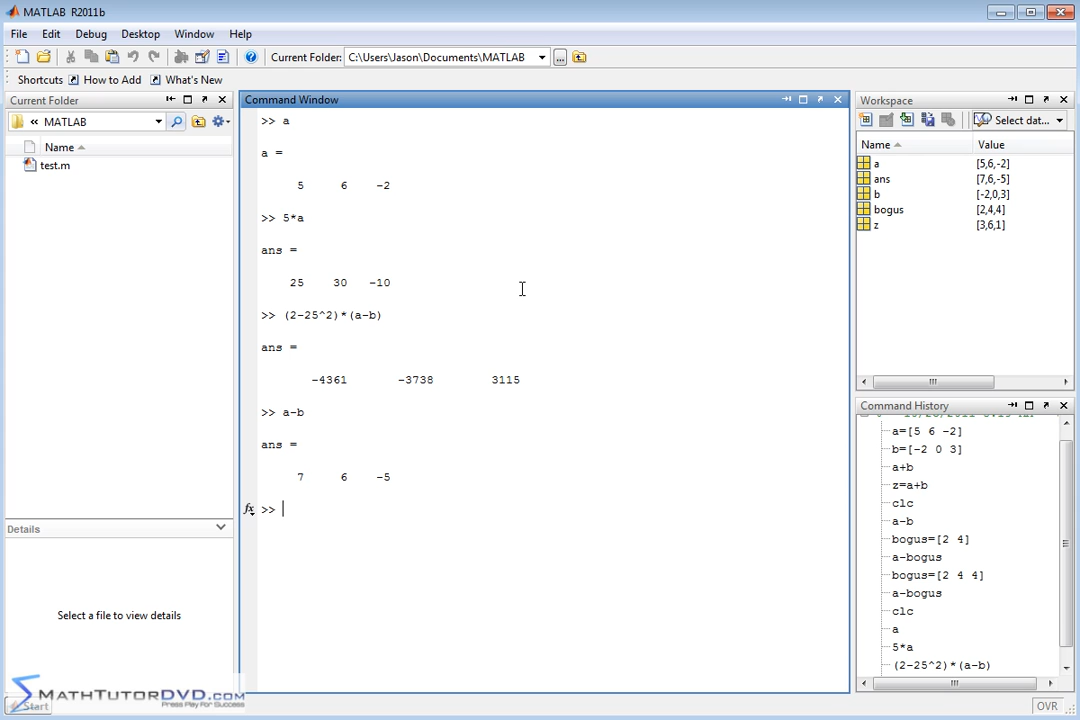 MATLAB R2011b
File Edit Debug Desktop Window Help
Current Folder: C:\Users\Jason\Documents\MATLAB ...
Shortcuts How to Add What's New
Current Folder
« MATLAB
Name
test.m
Details
Select a file to view details
Start
MathTutorDVD.com
Press Play For Success
Command Window
>> a
a =
5 6 -2
>> 5*a
ans =
25 30 -10
>> (2-25^2)*(a-b)
ans =
-4361 -3738 3115
>> a-b
ans =
7 6 -5
fx >>
Workspace
Select dat...
Name Value
a [5,6,-2]
ans [7,6,-5]
b [-2,0,3]
bogus [2,4,4]
z [3,6,1]
Command History
a=[5 6 -2]
b=[-2 0 3]
a+b
z=a+b
clc
a-b
bogus=[2 4]
a-bogus
bogus=[2 4 4]
a-bogus
clc
a
5*a
(2-25^2)*(a-b)
OVR